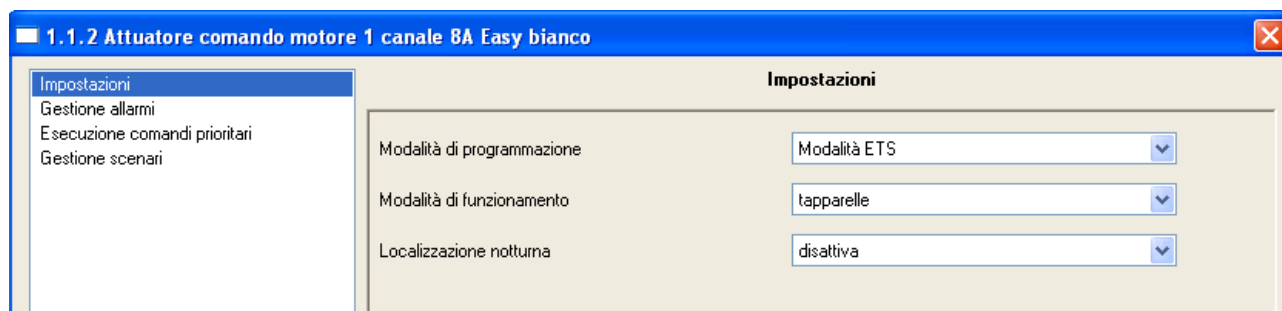 1.1.2 Attuatore comando motore 1 canale 8A Easy bianco
Impostazioni
Gestione allarmi
Esecuzione comandi prioritari
Gestione scenari
Impostazioni
Modalità di programmazione Modalità ETS
Modalità di funzionamento tapparelle
Localizzazione notturna disattiva